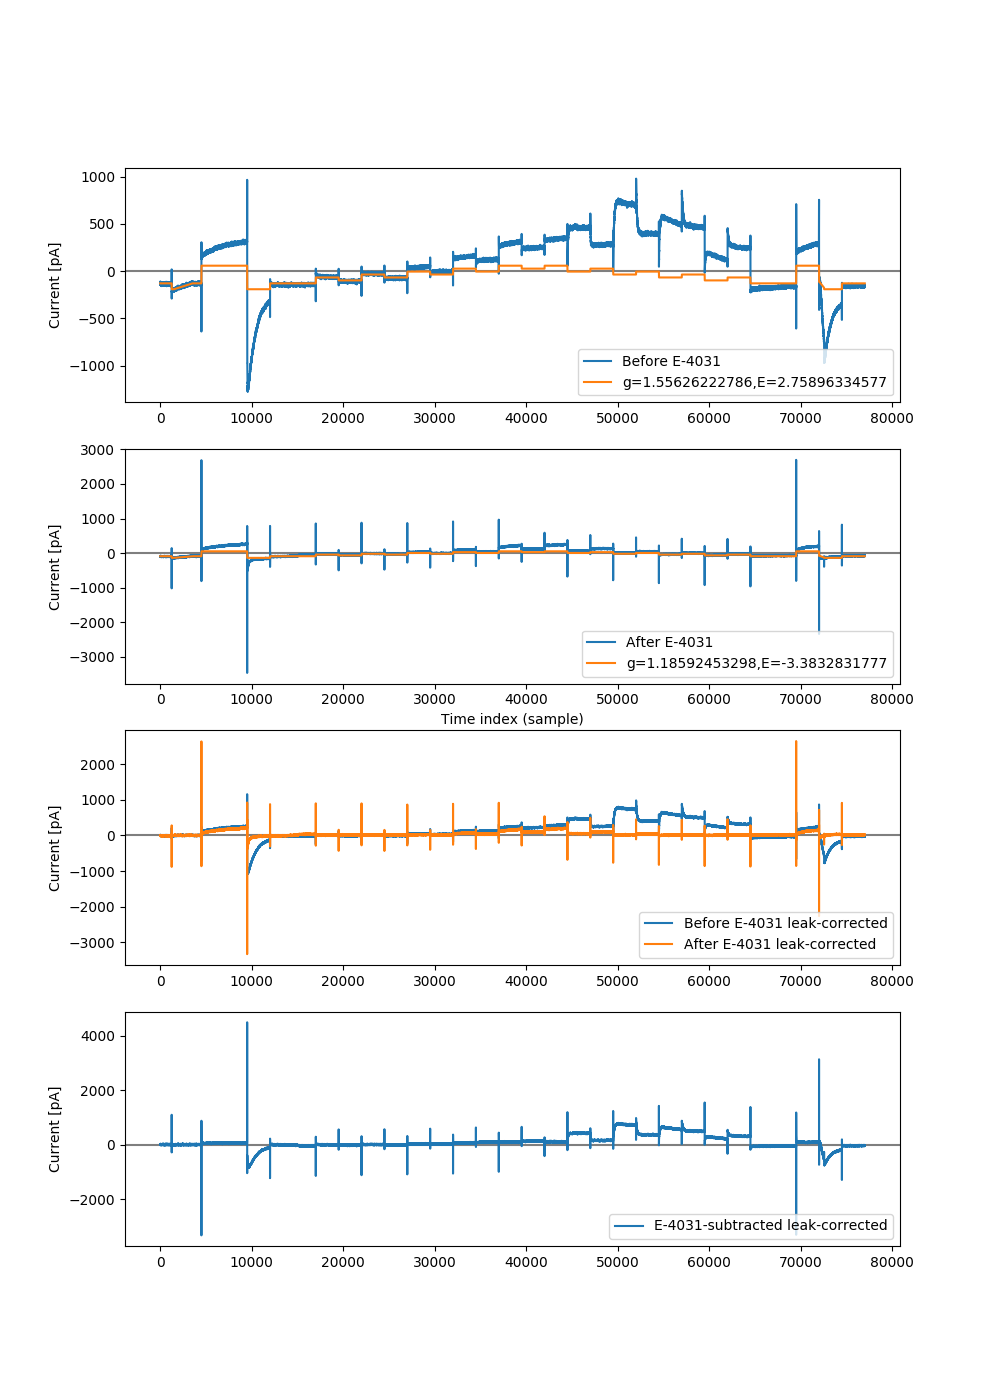 1000
500
0
−500
−1000
Current [pA]
Before E-4031
g=1.55626222786,E=2.75896334577
0 10000 20000 30000 40000 50000 60000 70000 80000
3000
2000
1000
0
−1000
−2000
−3000
Current [pA]
After E-4031
g=1.18592453298,E=-3.3832831777
0 10000 20000 30000 40000 50000 60000 70000 80000
Time index (sample)
2000
1000
0
−1000
−2000
−3000
Current [pA]
Before E-4031 leak-corrected
After E-4031 leak-corrected
0 10000 20000 30000 40000 50000 60000 70000 80000
4000
2000
0
−2000
Current [pA]
E-4031-subtracted leak-corrected
0 10000 20000 30000 40000 50000 60000 70000 80000